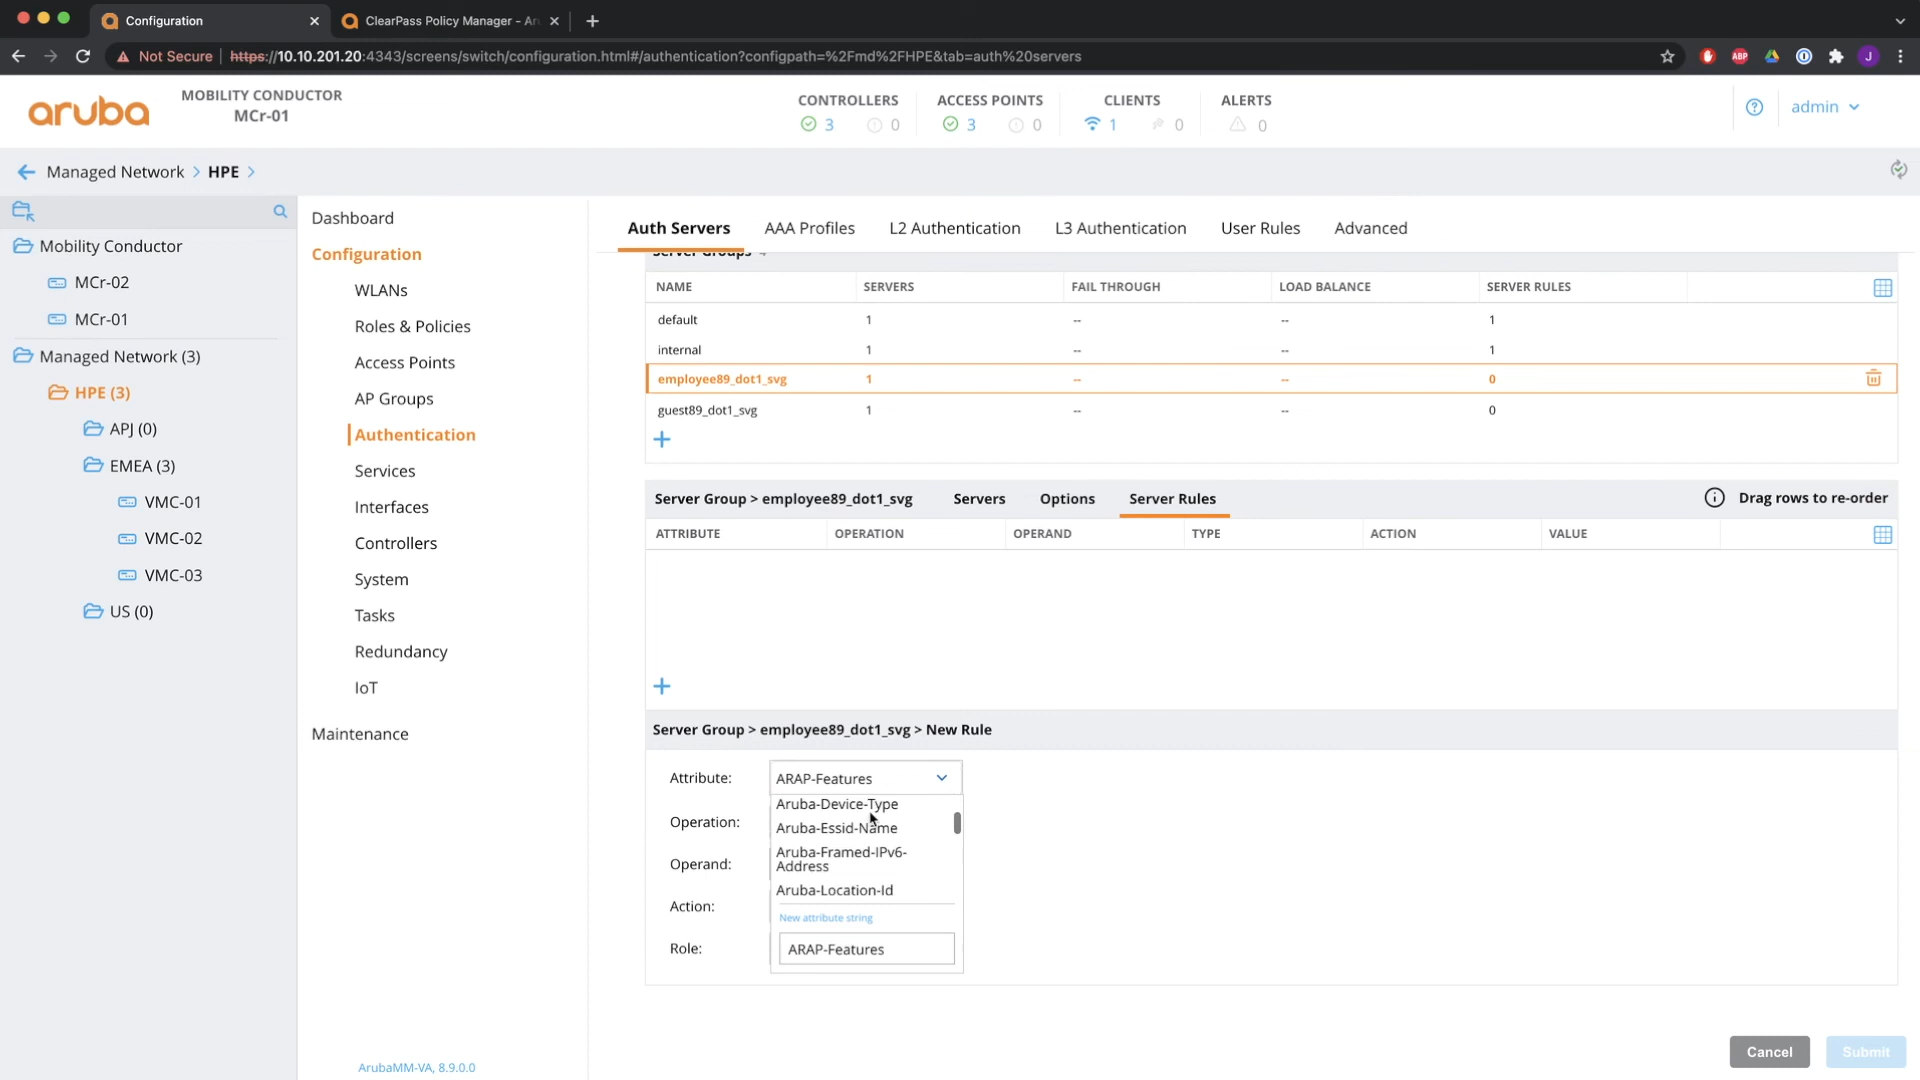 Configuration
ClearPass Policy Manager - Ar
Not Secure
https://10.10.201.20:4343/screens/switch/configuration.html#/authentication?configpath=%2Fmd%2FHPE&tab=auth%20servers
ABP
J
aruba
MOBILITY CONDUCTOR
MCr-01
CONTROLLERS
3
0
ACCESS POINTS
3
0
CLIENTS
1
0
ALERTS
0
admin
Managed Network > HPE >
Mobility Conductor
MCr-02
MCr-01
Managed Network (3)
HPE (3)
APJ (0)
EMEA (3)
VMC-01
VMC-02
VMC-03
US (0)
Dashboard
Configuration
WLANs
Roles & Policies
Access Points
AP Groups
Authentication
Services
Interfaces
Controllers
System
Tasks
Redundancy
IoT
Maintenance
ArubaMM-VA, 8.9.0.0
Auth Servers
AAA Profiles
L2 Authentication
L3 Authentication
User Rules
Advanced
Server Groups 4
NAME SERVERS FAIL THROUGH LOAD BALANCE SERVER RULES
default 1 -- -- 1
internal 1 -- -- 1
employee89_dot1_svg 1 -- -- 0
guest89_dot1_svg 1 -- -- 0
Server Group > employee89_dot1_svg
Servers
Options
Server Rules
Drag rows to re-order
ATTRIBUTE OPERATION OPERAND TYPE ACTION VALUE
Server Group > employee89_dot1_svg > New Rule
Attribute: ARAP-Features
Aruba-Device-Type
Operation:
Aruba-Essid-Name
Aruba-Framed-IPv6-
Address
Operand:
Aruba-Location-Id
Action:
New attribute string
Role:
ARAP-Features
Cancel
Submit